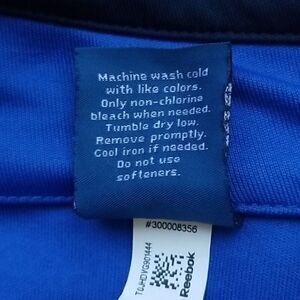 Machine wash cold
with like colors.
Only non-chlorine
bleach when needed.
Tumble dry low.
Remove promptly.
Cool iron if needed.
Do not use
softeners.
#300008356
TOJHDVG901444
Reebok